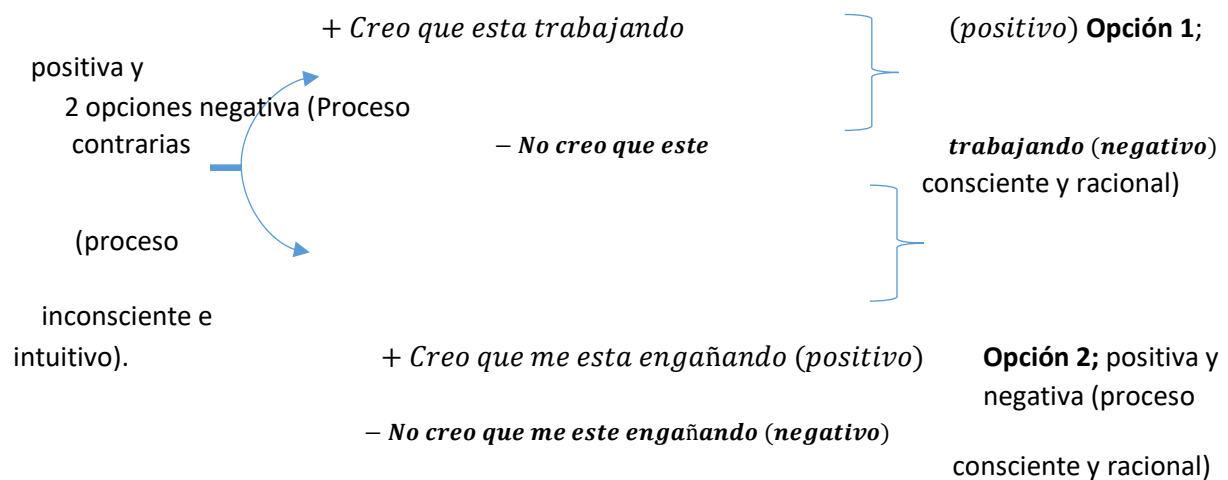 + Creo que esta trabajando (positivo) Opción 1;
positiva y
2 opciones negativa (Proceso
contrarias − No creo que este trabajando (negativo)
consciente y racional)
(proceso
inconsciente e
intuitivo). + Creo que me esta engañando (positivo) Opción 2; positiva y
negativa (proceso
− No creo que me este engañando (negativo)
consciente y racional)